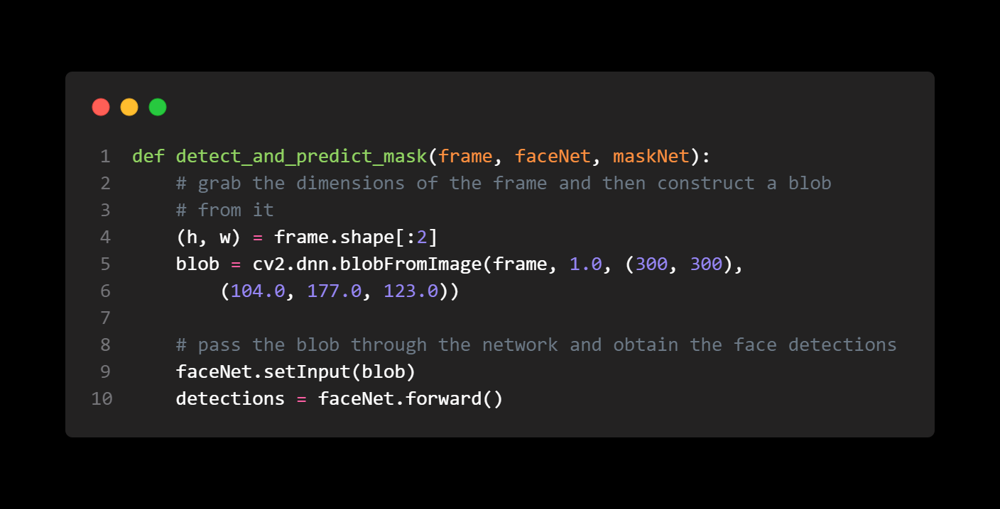 1 def detect_and_predict_mask(frame, faceNet, maskNet):
2     # grab the dimensions of the frame and then construct a blob
3     # from it
4     (h, w) = frame.shape[:2]
5     blob = cv2.dnn.blobFromImage(frame, 1.0, (300, 300),
6         (104.0, 177.0, 123.0))
7
8     # pass the blob through the network and obtain the face detections
9     faceNet.setInput(blob)
10     detections = faceNet.forward()